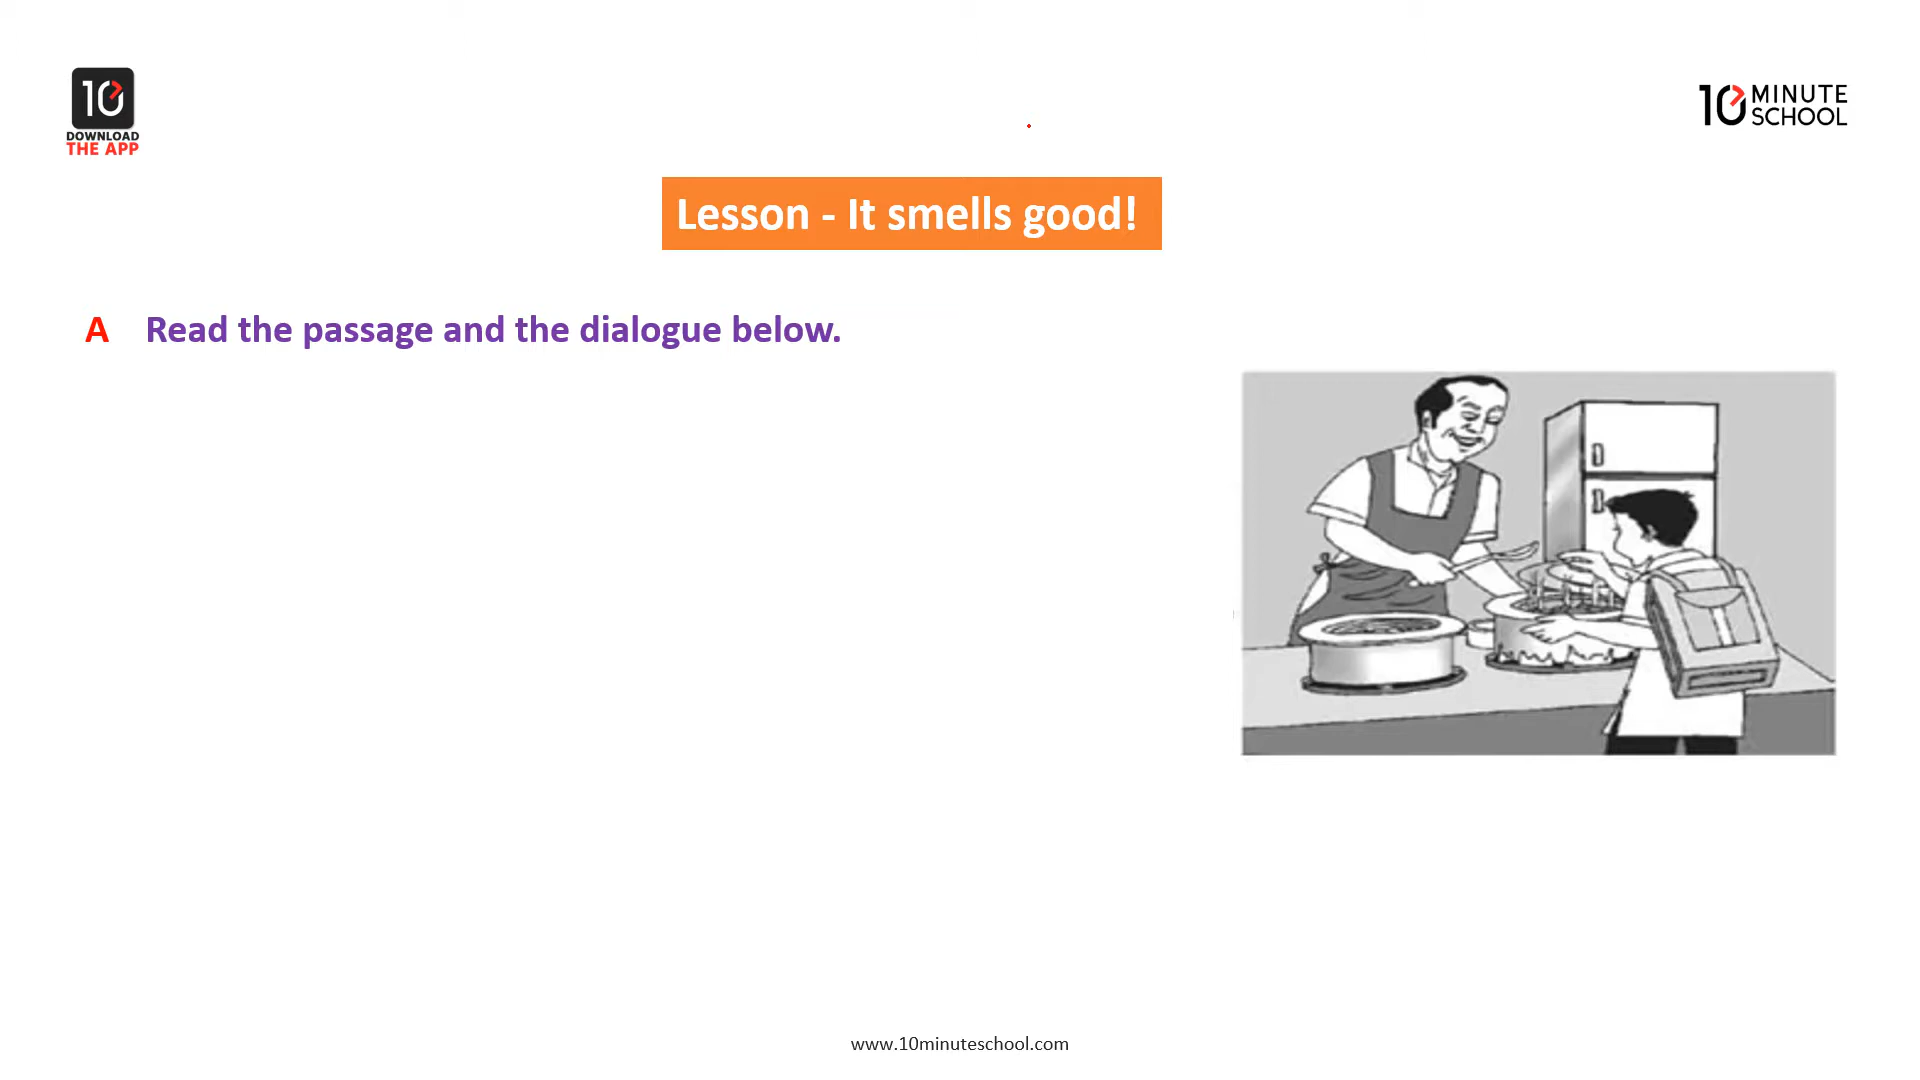 10
DOWNLOAD
THE APP
10 MINUTE
SCHOOL
Lesson - It smells good!
A Read the passage and the dialogue below.
www.10minuteschool.com